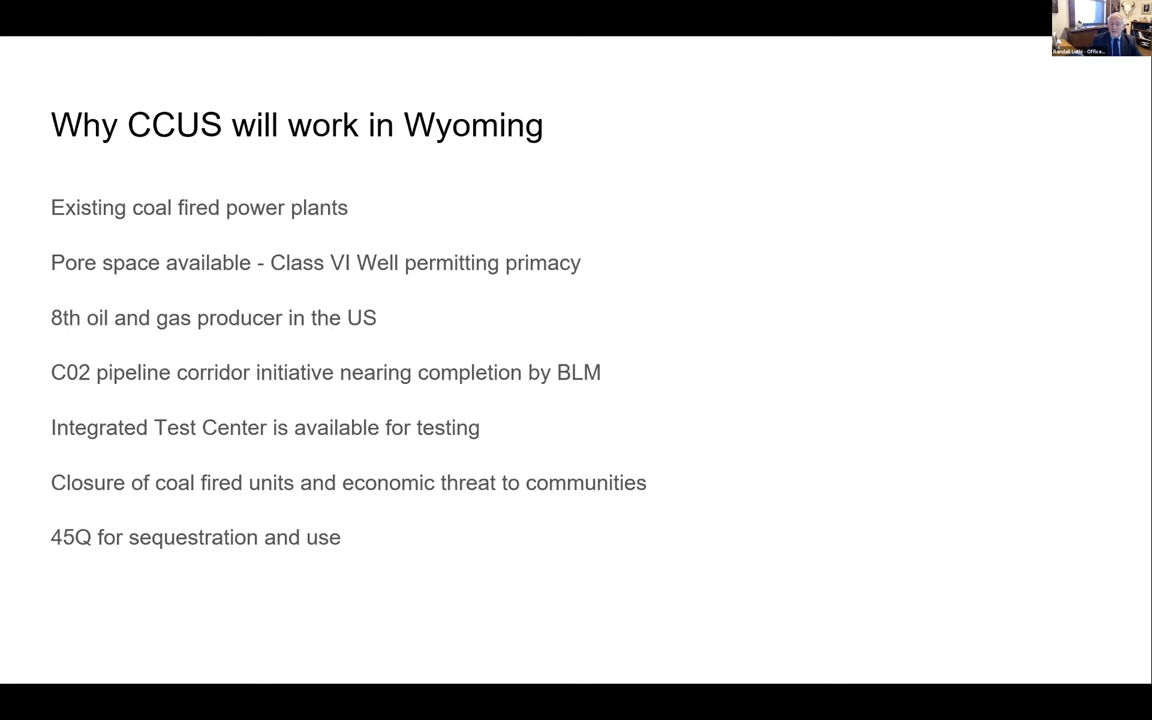 Randall Luthi - Office...
Why CCUS will work in Wyoming
Existing coal fired power plants
Pore space available - Class VI Well permitting primacy
8th oil and gas producer in the US
C02 pipeline corridor initiative nearing completion by BLM
Integrated Test Center is available for testing
Closure of coal fired units and economic threat to communities
45Q for sequestration and use